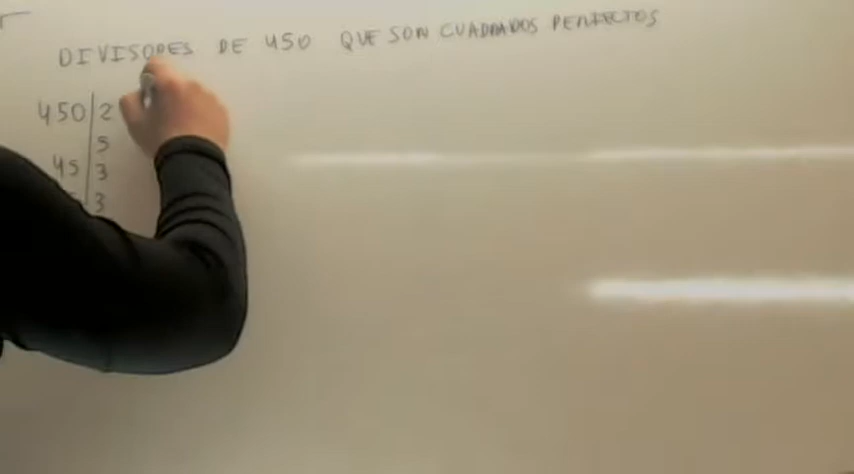 DIVISORES DE 450 QUE SON CUADRADOS PERFECTOS
450 2
5
45 3
3